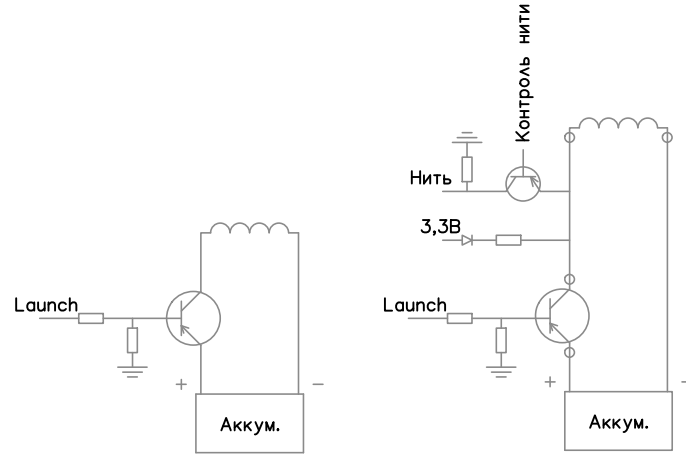 Launch
+
−
Аккум.
Контроль нити
Нить
3,3В
Launch
+
−
Аккум.